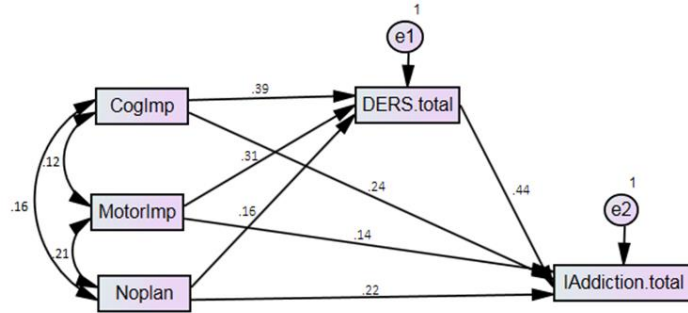 1
e1
CogImp
.39
DERS.total
.12
.31
.24
.44
1
.16
.16
e2
MotorImp
.21
.14
Noplan
.22
IAddiction.total